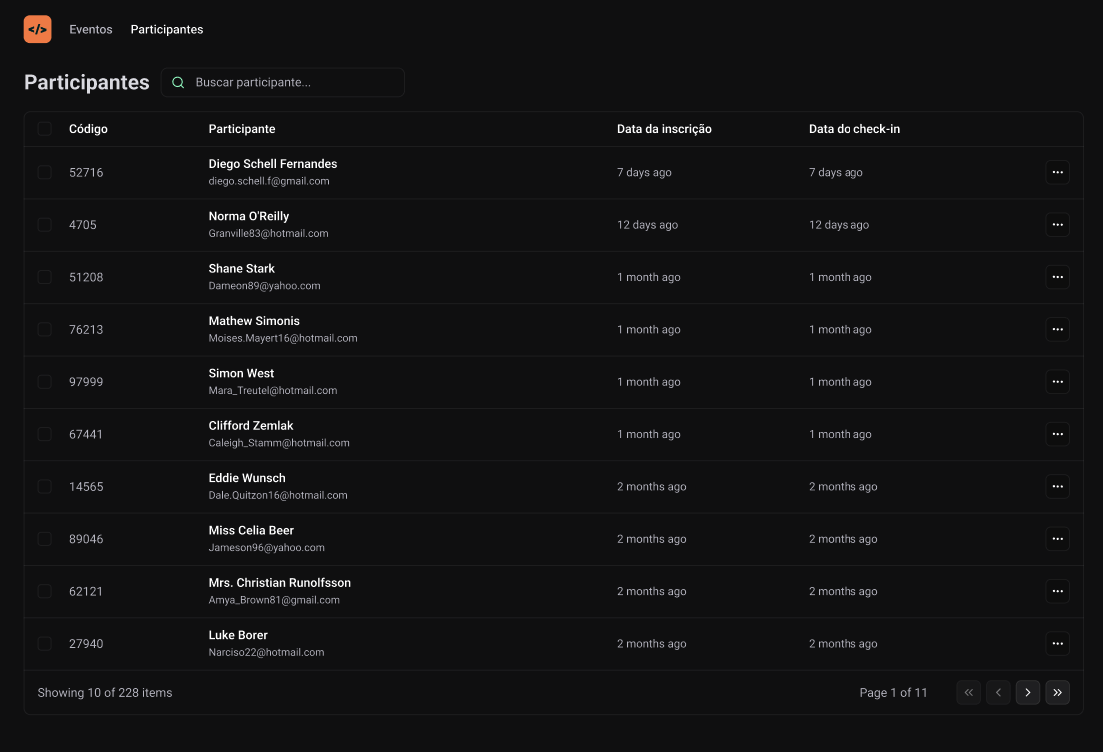 </> Eventos Participantes
Participantes Buscar participante...
Código Participante Data da inscrição Data do check-in
Diego Schell Fernandes
52716 7 days ago 7 days ago
diego.schell.f@gmail.com
Norma O'Reilly
4705 12 days ago 12 days ago
Granville83@hotmail.com
Shane Stark
51208 1 month ago 1 month ago
Dameon89@yahoo.com
Mathew Simonis
76213 1 month ago 1 month ago
Moises.Mayert16@hotmail.com
Simon West
97999 1 month ago 1 month ago
Mara_Treutel@hotmail.com
Clifford Zemlak
67441 1 month ago 1 month ago
Caleigh_Stamm@hotmail.com
Eddie Wunsch
14565 2 months ago 2 months ago
Dale.Quitzon16@hotmail.com
Miss Celia Beer
89046 2 months ago 2 months ago
Jameson96@yahoo.com
Mrs. Christian Runolfsson
62121 2 months ago 2 months ago
Amya_Brown81@gmail.com
Luke Borer
27940 2 months ago 2 months ago
Narciso22@hotmail.com
Showing 10 of 228 items Page 1 of 11